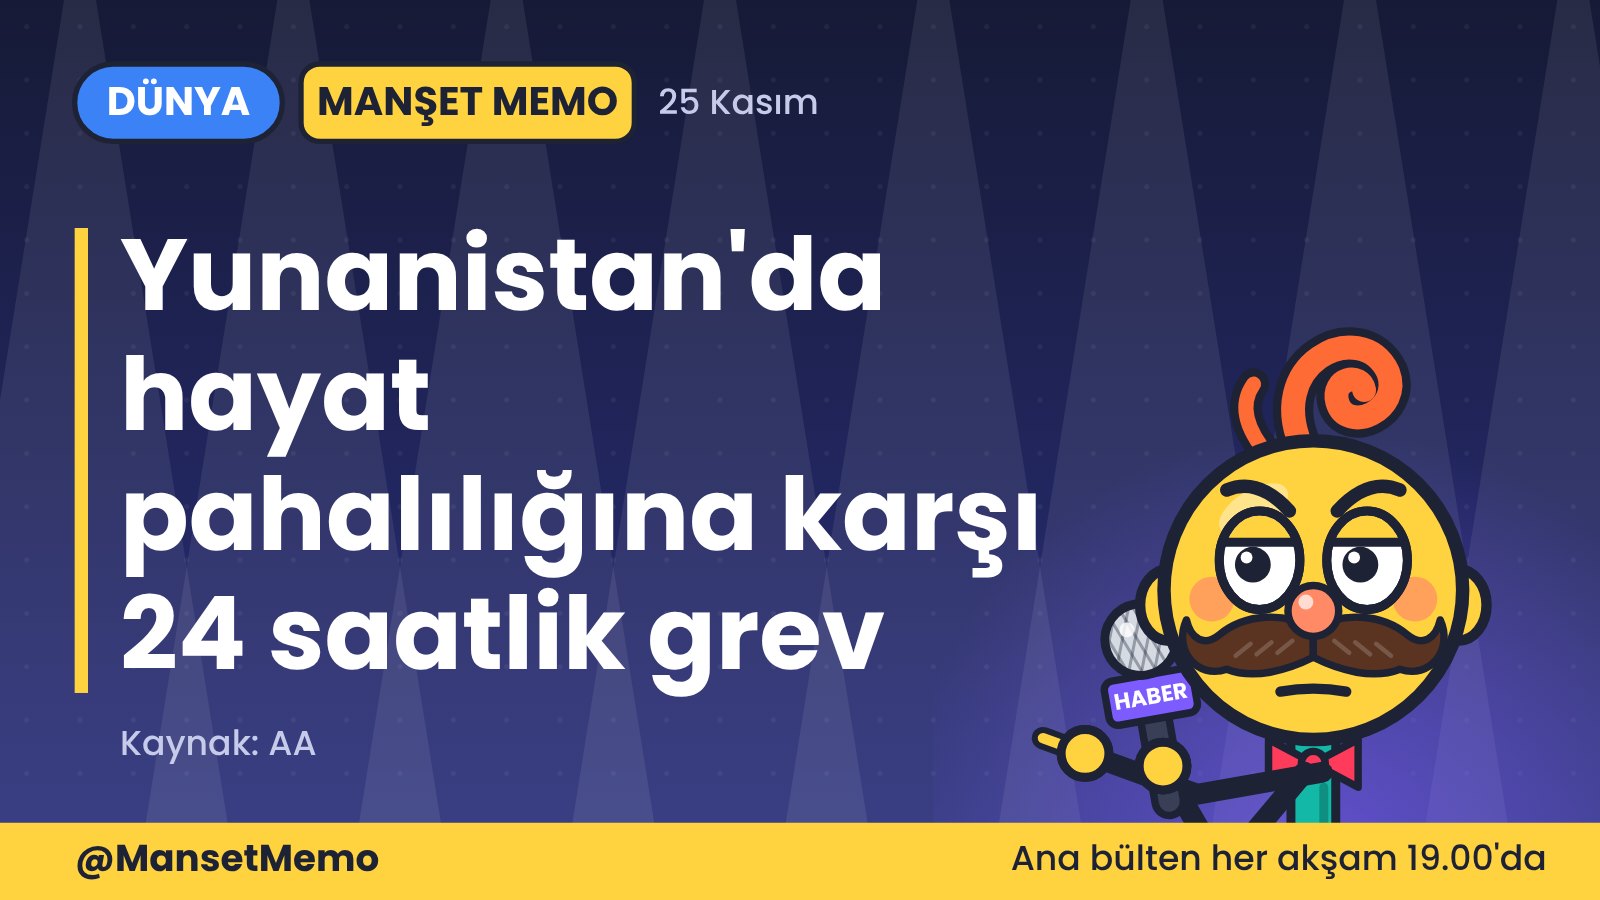 DÜNYA MANŞET MEMO 25 Kasım
Yunanistan'da
hayat
pahalılığına karşı
24 saatlik grev
Kaynak: AA
HABER
@MansetMemo Ana bülten her akşam 19.00'da